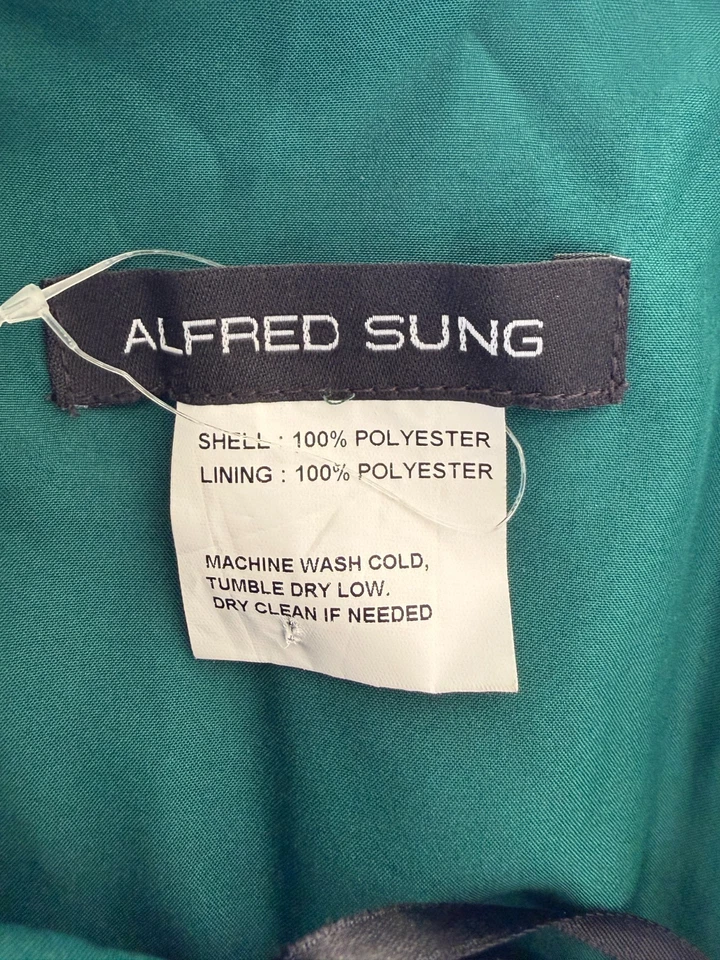 ALFRED SUNG
SHELL : 100% POLYESTER
LINING : 100% POLYESTER
MACHINE WASH COLD,
TUMBLE DRY LOW.
DRY CLEAN IF NEEDED